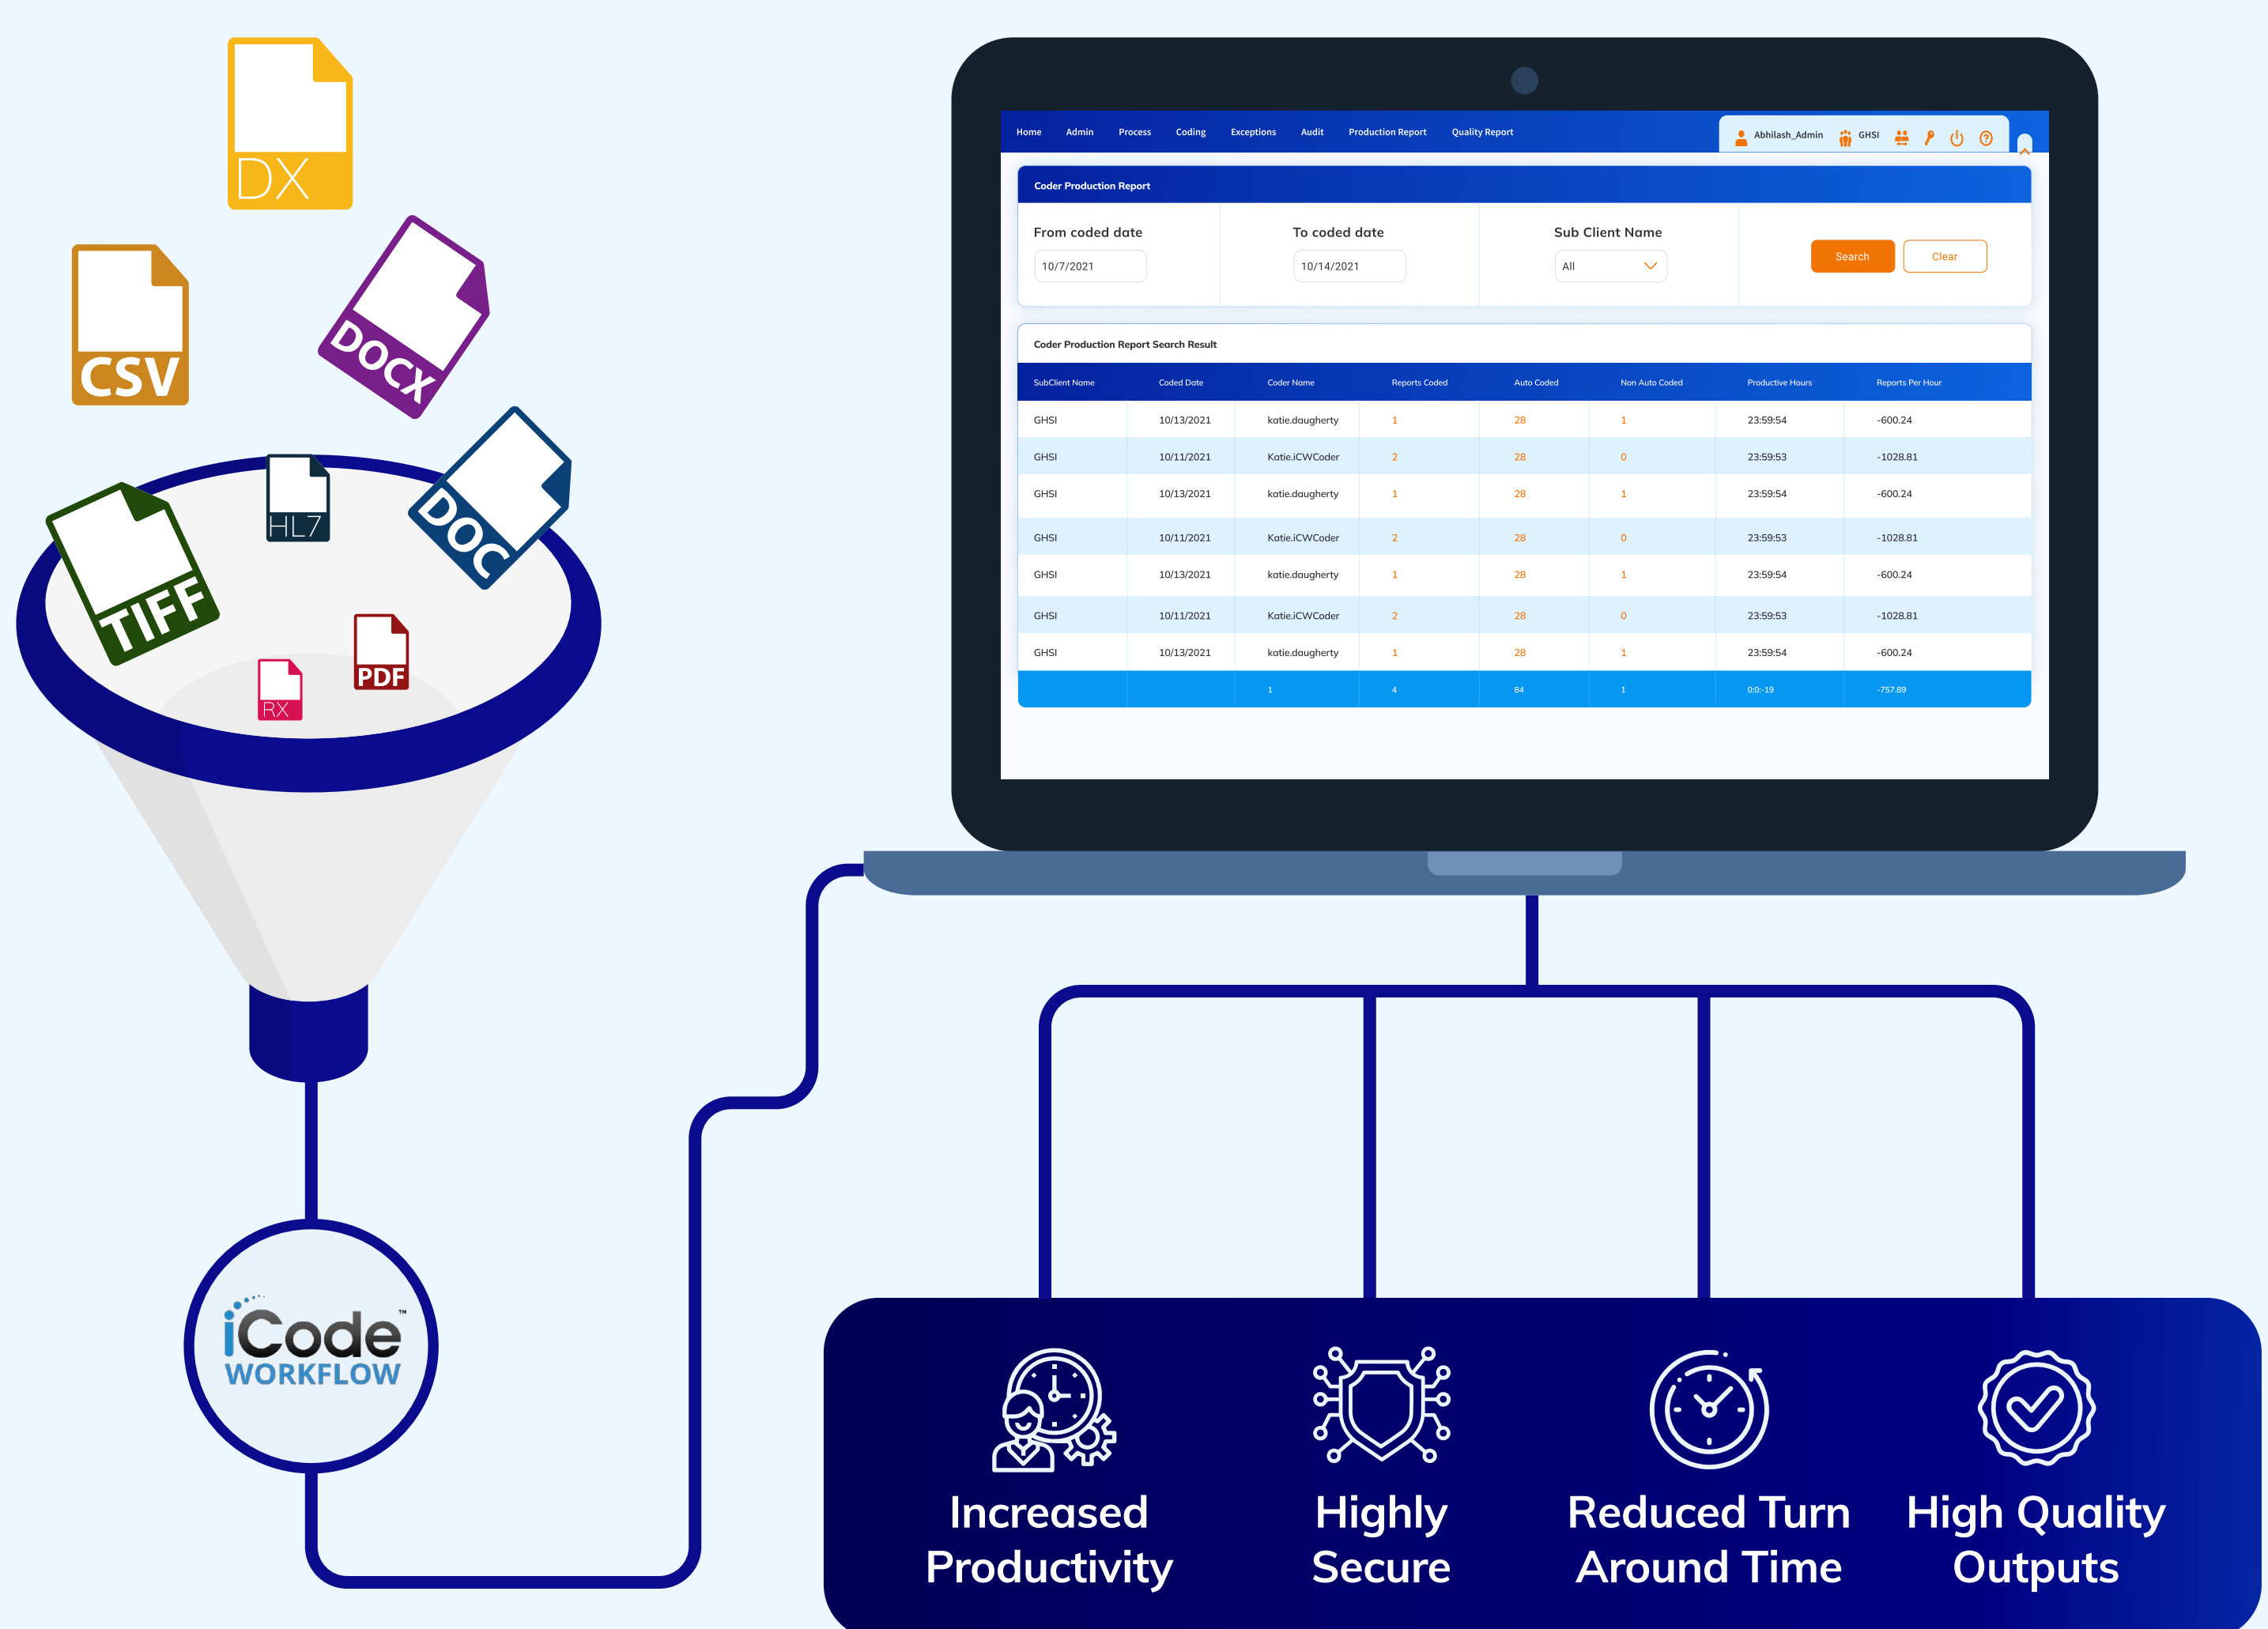 DX
CSV
DOCX
DOC
HL7
TIFF
PDF
RX
iCode™
WORKFLOW
Home Admin Process Coding Exceptions Audit Production Report Quality Report Abhilash_Admin GHSI
Coder Production Report
From coded date To coded date Sub Client Name
10/7/2021 10/14/2021 All Search Clear
Coder Production Report Search Result
SubClient Name Coded Date Coder Name Reports Coded Auto Coded Non Auto Coded Productive Hours Reports Per Hour
GHSI 10/13/2021 katie.daugherty 1 28 1 23:59:54 -600.24
GHSI 10/11/2021 Katie.iCWCoder 2 28 0 23:59:53 -1028.81
GHSI 10/13/2021 katie.daugherty 1 28 1 23:59:54 -600.24
GHSI 10/11/2021 Katie.iCWCoder 2 28 0 23:59:53 -1028.81
GHSI 10/13/2021 katie.daugherty 1 28 1 23:59:54 -600.24
GHSI 10/11/2021 Katie.iCWCoder 2 28 0 23:59:53 -1028.81
GHSI 10/13/2021 katie.daugherty 1 28 1 23:59:54 -600.24
1 4 84 1 0:0:-19 -757.89
Increased
Productivity
Highly
Secure
Reduced Turn
Around Time
High Quality
Outputs